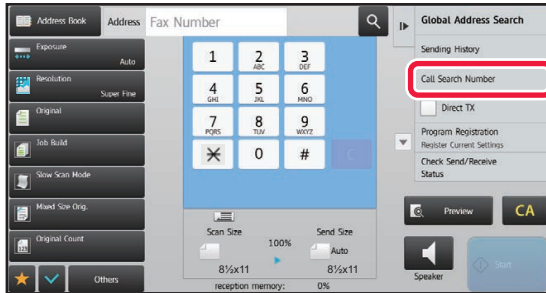 Address Book
Address
Fax Number
Global Address Search
Exposure
Auto
Resolution
Super Fine
Original
Job Build
Slow Scan Mode
Mixed Size Orig.
Original Count
Others
1
2
ABC
3
DEF
4
GHI
5
JKL
6
MNO
7
PQRS
8
TUV
9
WXYZ
0
#
C
Scan Size
100%
Send Size
Auto
8½x11
8½x11
reception memory: 0%
Sending History
Call Search Number
Direct TX
Program Registration
Register Current Settings
Check Send/Receive
Status
Preview
CA
Speaker
Start